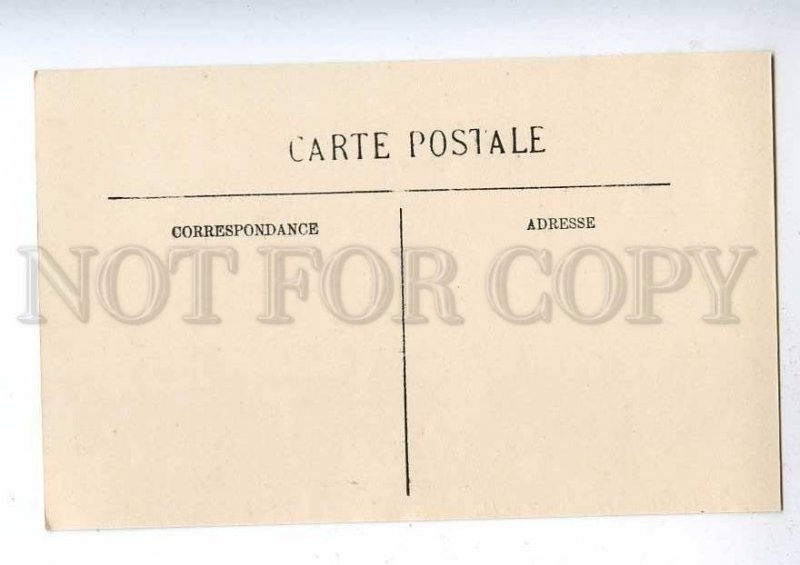 CARTE POSTALE
CORRESPONDANCE
ADRESSE
NOT FOR COPY